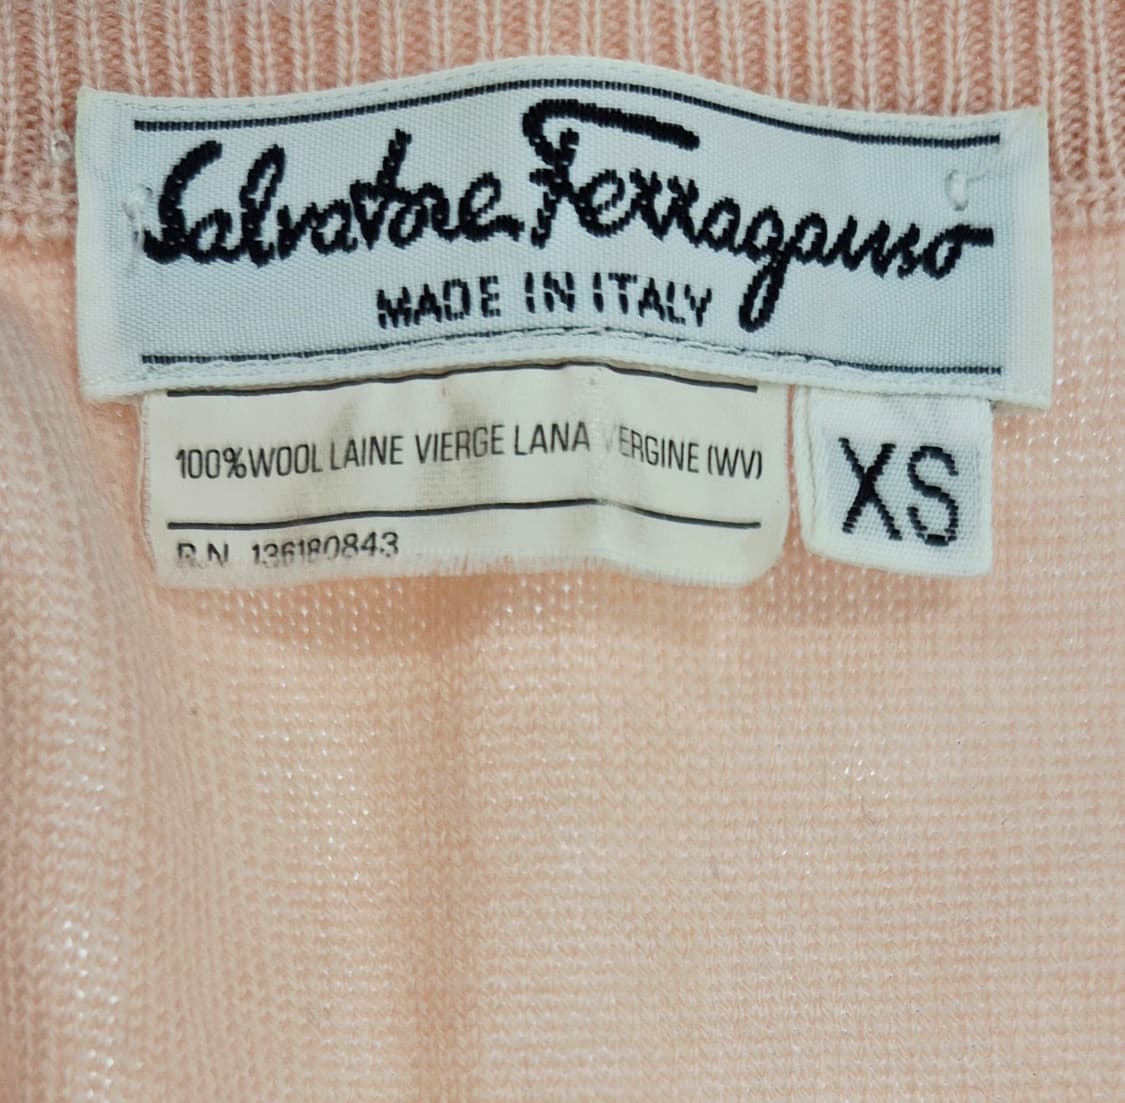 Salvatore Ferragamo
MADE IN ITALY
100%WOOL LAINE VIERGE LANA VERGINE (WV)
R.N. 136180843
XS